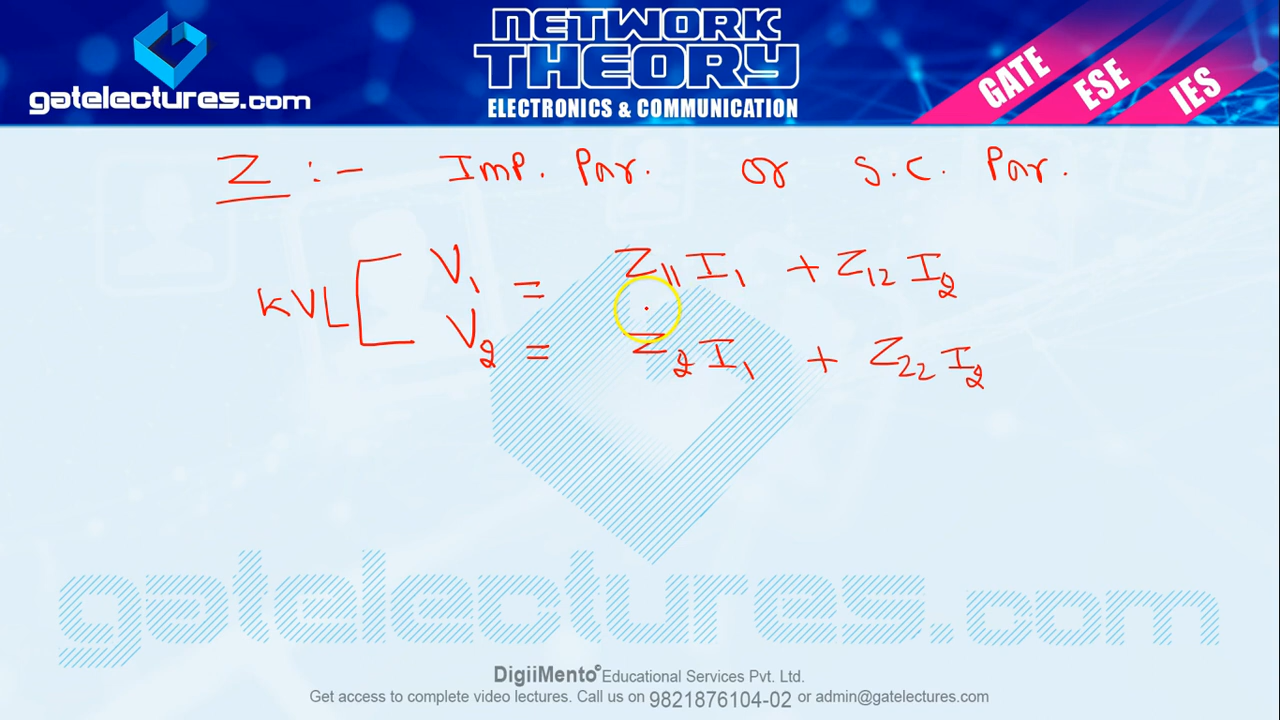 gatelectures.com
NETWORK THEORY
ELECTRONICS & COMMUNICATION
GATE
ESE
IES
Z :- Imp. Par. or S.C. Par.
KVL [ V1 = Z11 I1 + Z12 I2
V2 = Z2 I1 + Z22 I2
gatelectures.com
DigiiMento© Educational Services Pvt. Ltd.
Get access to complete video lectures. Call us on 9821876104-02 or admin@gatelectures.com